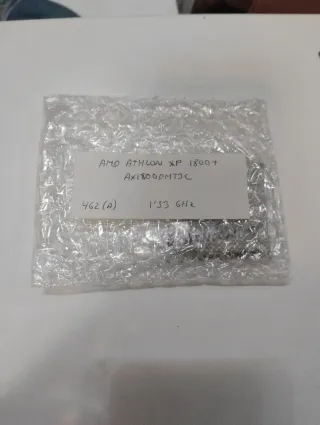 AMD ATHLON XP 1800+
AX1800DMT3C
462(A) 1'53 GHz